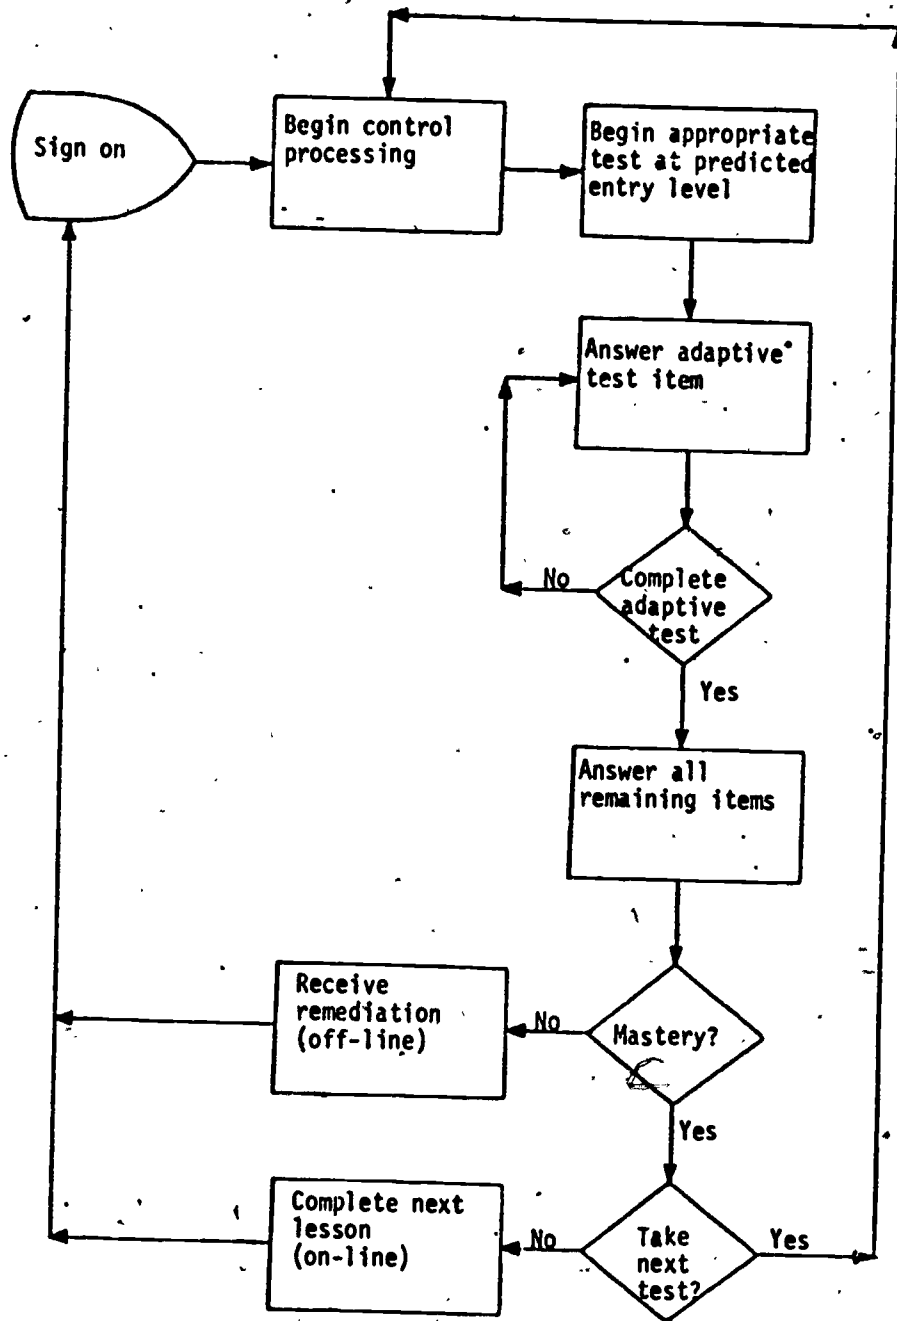 Sign on
Begin control
processing
Begin appropriate
test at predicted
entry level
Answer adaptive
test item
No
Complete
adaptive
test
Yes
Answer all
remaining items
Receive
remediation
(off-line)
No
Mastery?
Yes
Complete next
lesson
(on-line)
No
Take
next
test?
Yes